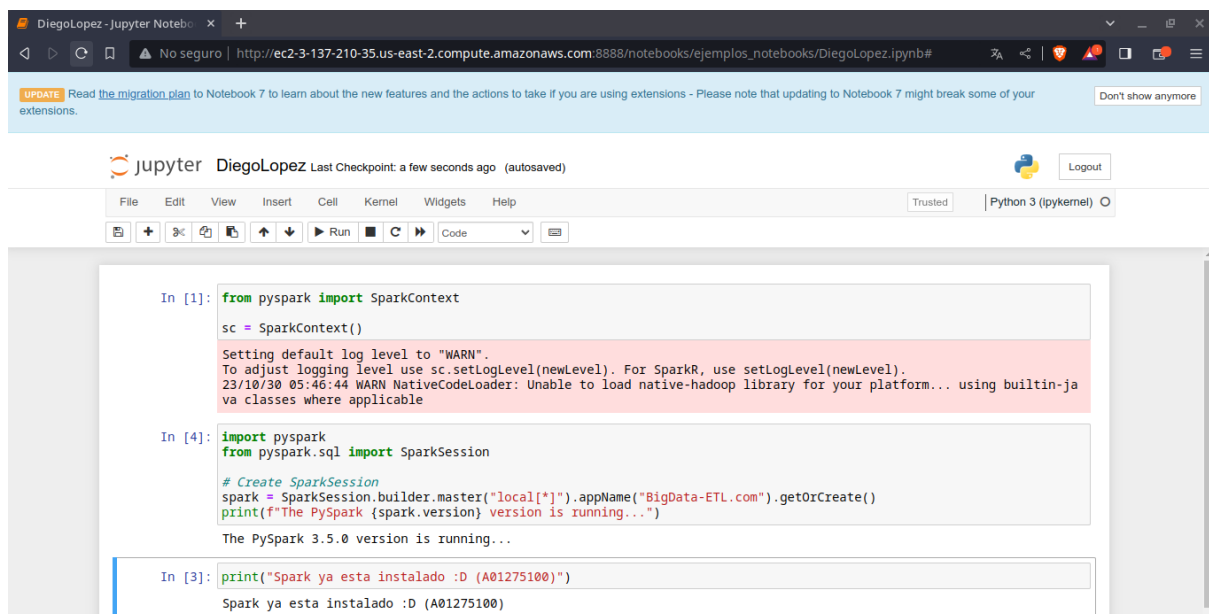 DiegoLopez - Jupyter Notebo
No seguro | http://ec2-3-137-210-35.us-east-2.compute.amazonaws.com:8888/notebooks/ejemplos_notebooks/DiegoLopez.ipynb#
UPDATE Read the migration plan to Notebook 7 to learn about the new features and the actions to take if you are using extensions - Please note that updating to Notebook 7 might break some of your
extensions.
Don't show anymore
jupyter DiegoLopez Last Checkpoint: a few seconds ago (autosaved)
Logout
File Edit View Insert Cell Kernel Widgets Help
Trusted Python 3 (ipykernel)
Run Code
In [1]: from pyspark import SparkContext
sc = SparkContext()
Setting default log level to "WARN".
To adjust logging level use sc.setLogLevel(newLevel). For SparkR, use setLogLevel(newLevel).
23/10/30 05:46:44 WARN NativeCodeLoader: Unable to load native-hadoop library for your platform... using builtin-ja
va classes where applicable
In [4]: import pyspark
from pyspark.sql import SparkSession
# Create SparkSession
spark = SparkSession.builder.master("local[*]").appName("BigData-ETL.com").getOrCreate()
print(f"The PySpark {spark.version} version is running...")
The PySpark 3.5.0 version is running...
In [3]: print("Spark ya esta instalado :D (A01275100)")
Spark ya esta instalado :D (A01275100)